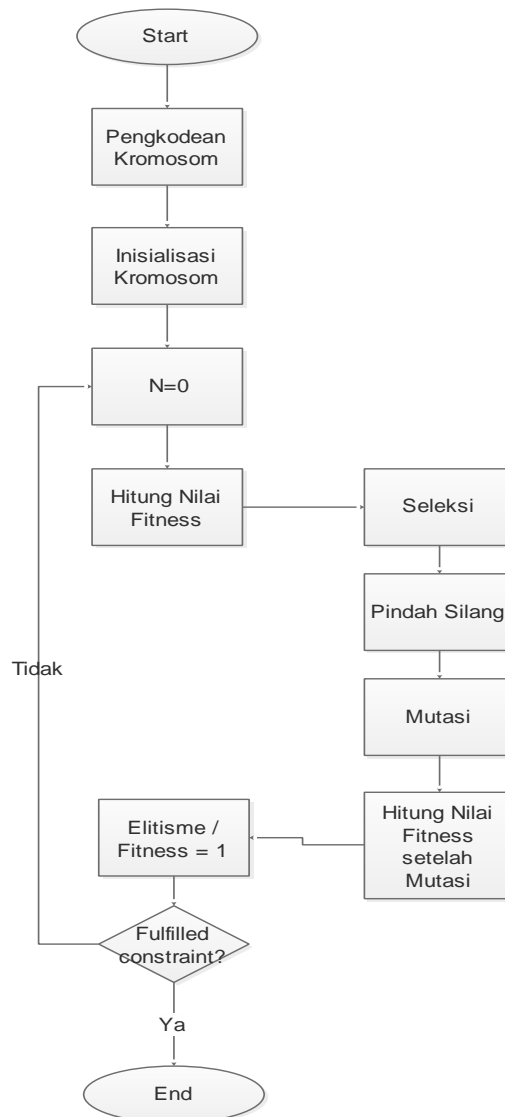 Start
Pengkodean
Kromosom
Inisialisasi
Kromosom
N=0
Hitung Nilai
Fitness
Seleksi
Pindah Silang
Mutasi
Hitung Nilai
Fitness
setelah
Mutasi
Elitisme /
Fitness = 1
Fulfilled
constraint?
Tidak
Ya
End